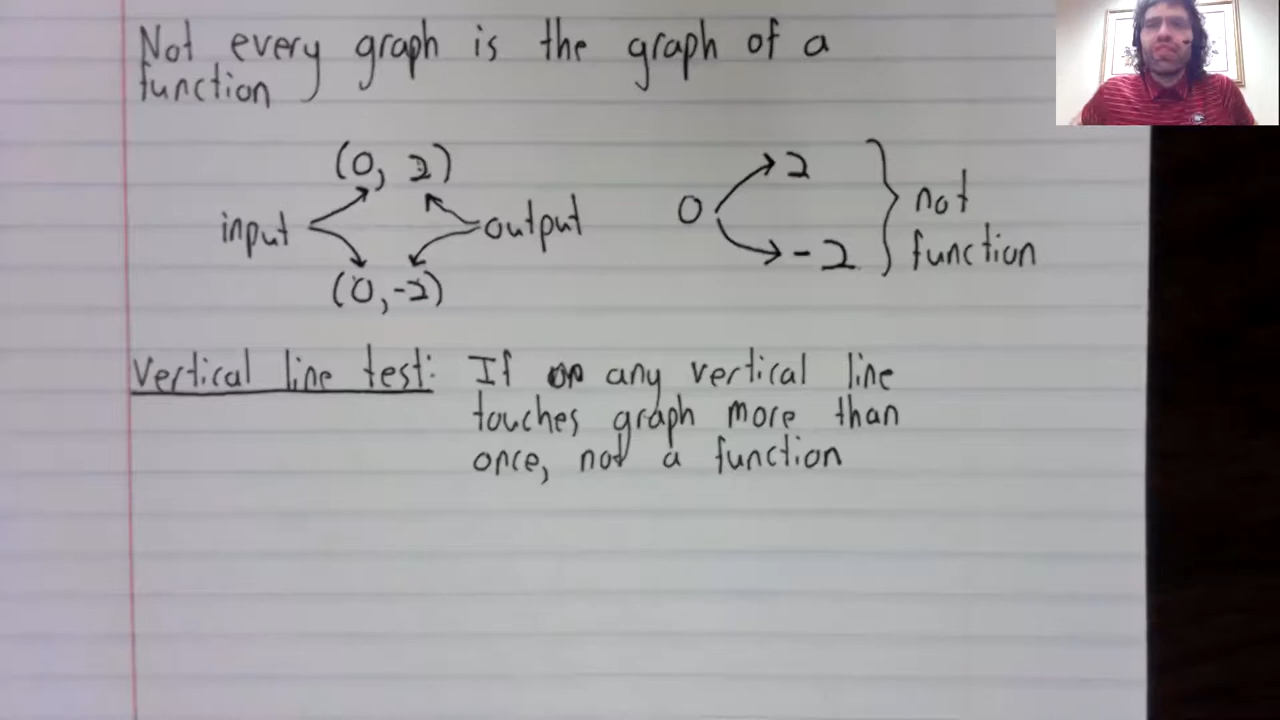 Not every graph is the graph of a
function
(0, 2)
input output
(0,-2)
0 2
-2
not
function
Vertical line test: If any vertical line
touches graph more than
once, not a function